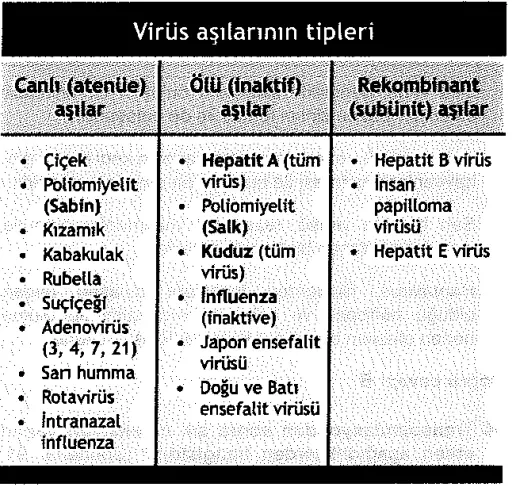 Virüs aşılarının tipleri
Canlı (atenüe)
aşılar
Ölü (inaktif)
aşılar
Rekombinant
(subünit) aşılar
• Çiçek
• Poliomiyelit
(Sabin)
• Kızamık
• Kabakulak
• Rubella
• Suçiçeği
• Adenovirüs
(3, 4, 7, 21)
• Sarı humma
• Rotavirüs
• İntranazal
influenza
• Hepatit A (tüm
virüs)
• Poliomiyelit
(Salk)
• Kuduz (tüm
virüs)
• İnfluenza
(inaktive)
• Japon ensefalit
virüsü
• Doğu ve Batı
ensefalit virüsü
• Hepatit B virüs
• İnsan
papilloma
virüsü
• Hepatit E virüs